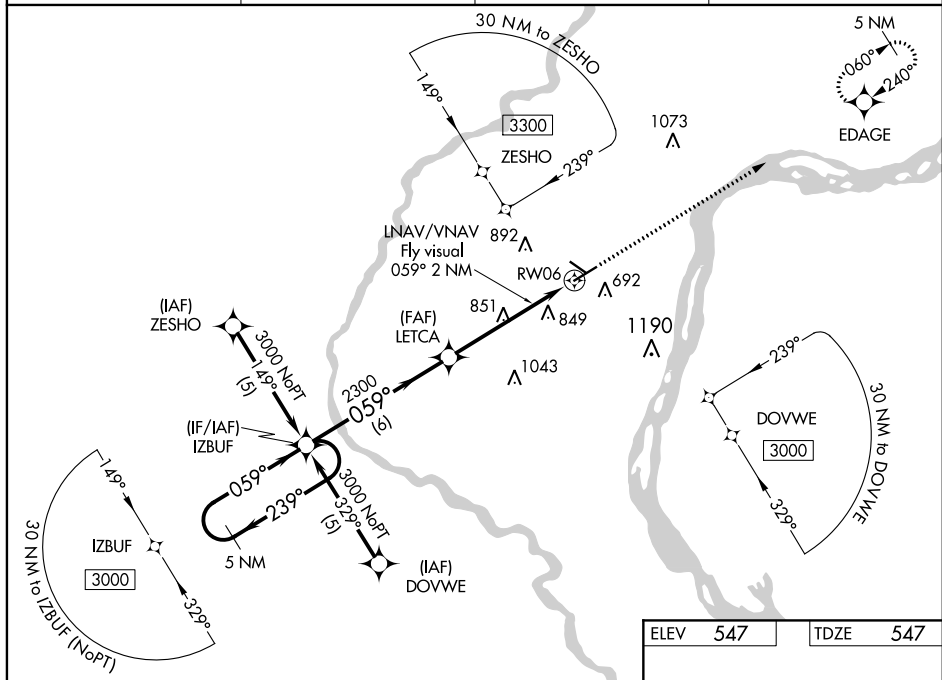 30 NM to ZESHO
149°
3300
ZESHO
239°
1073
5 NM
060°
240°
EDAGE
892
LNAV/VNAV
Fly visual
059° 2 NM
RW06
692
851
849
1190
1043
(IAF)
ZESHO
3000 NoPT
149°
(5)
(FAF)
LETCA
2300
059°
(6)
(IF/IAF)
IZBUF
059°
239°
5 NM
3000 NoPT
329°
(5)
(IAF)
DOVWE
149°
IZBUF
3000
329°
30 NM to IZBUF (NoPT)
239°
DOVWE
3000
329°
30 NM to DOVWE
ELEV 547
TDZE 547